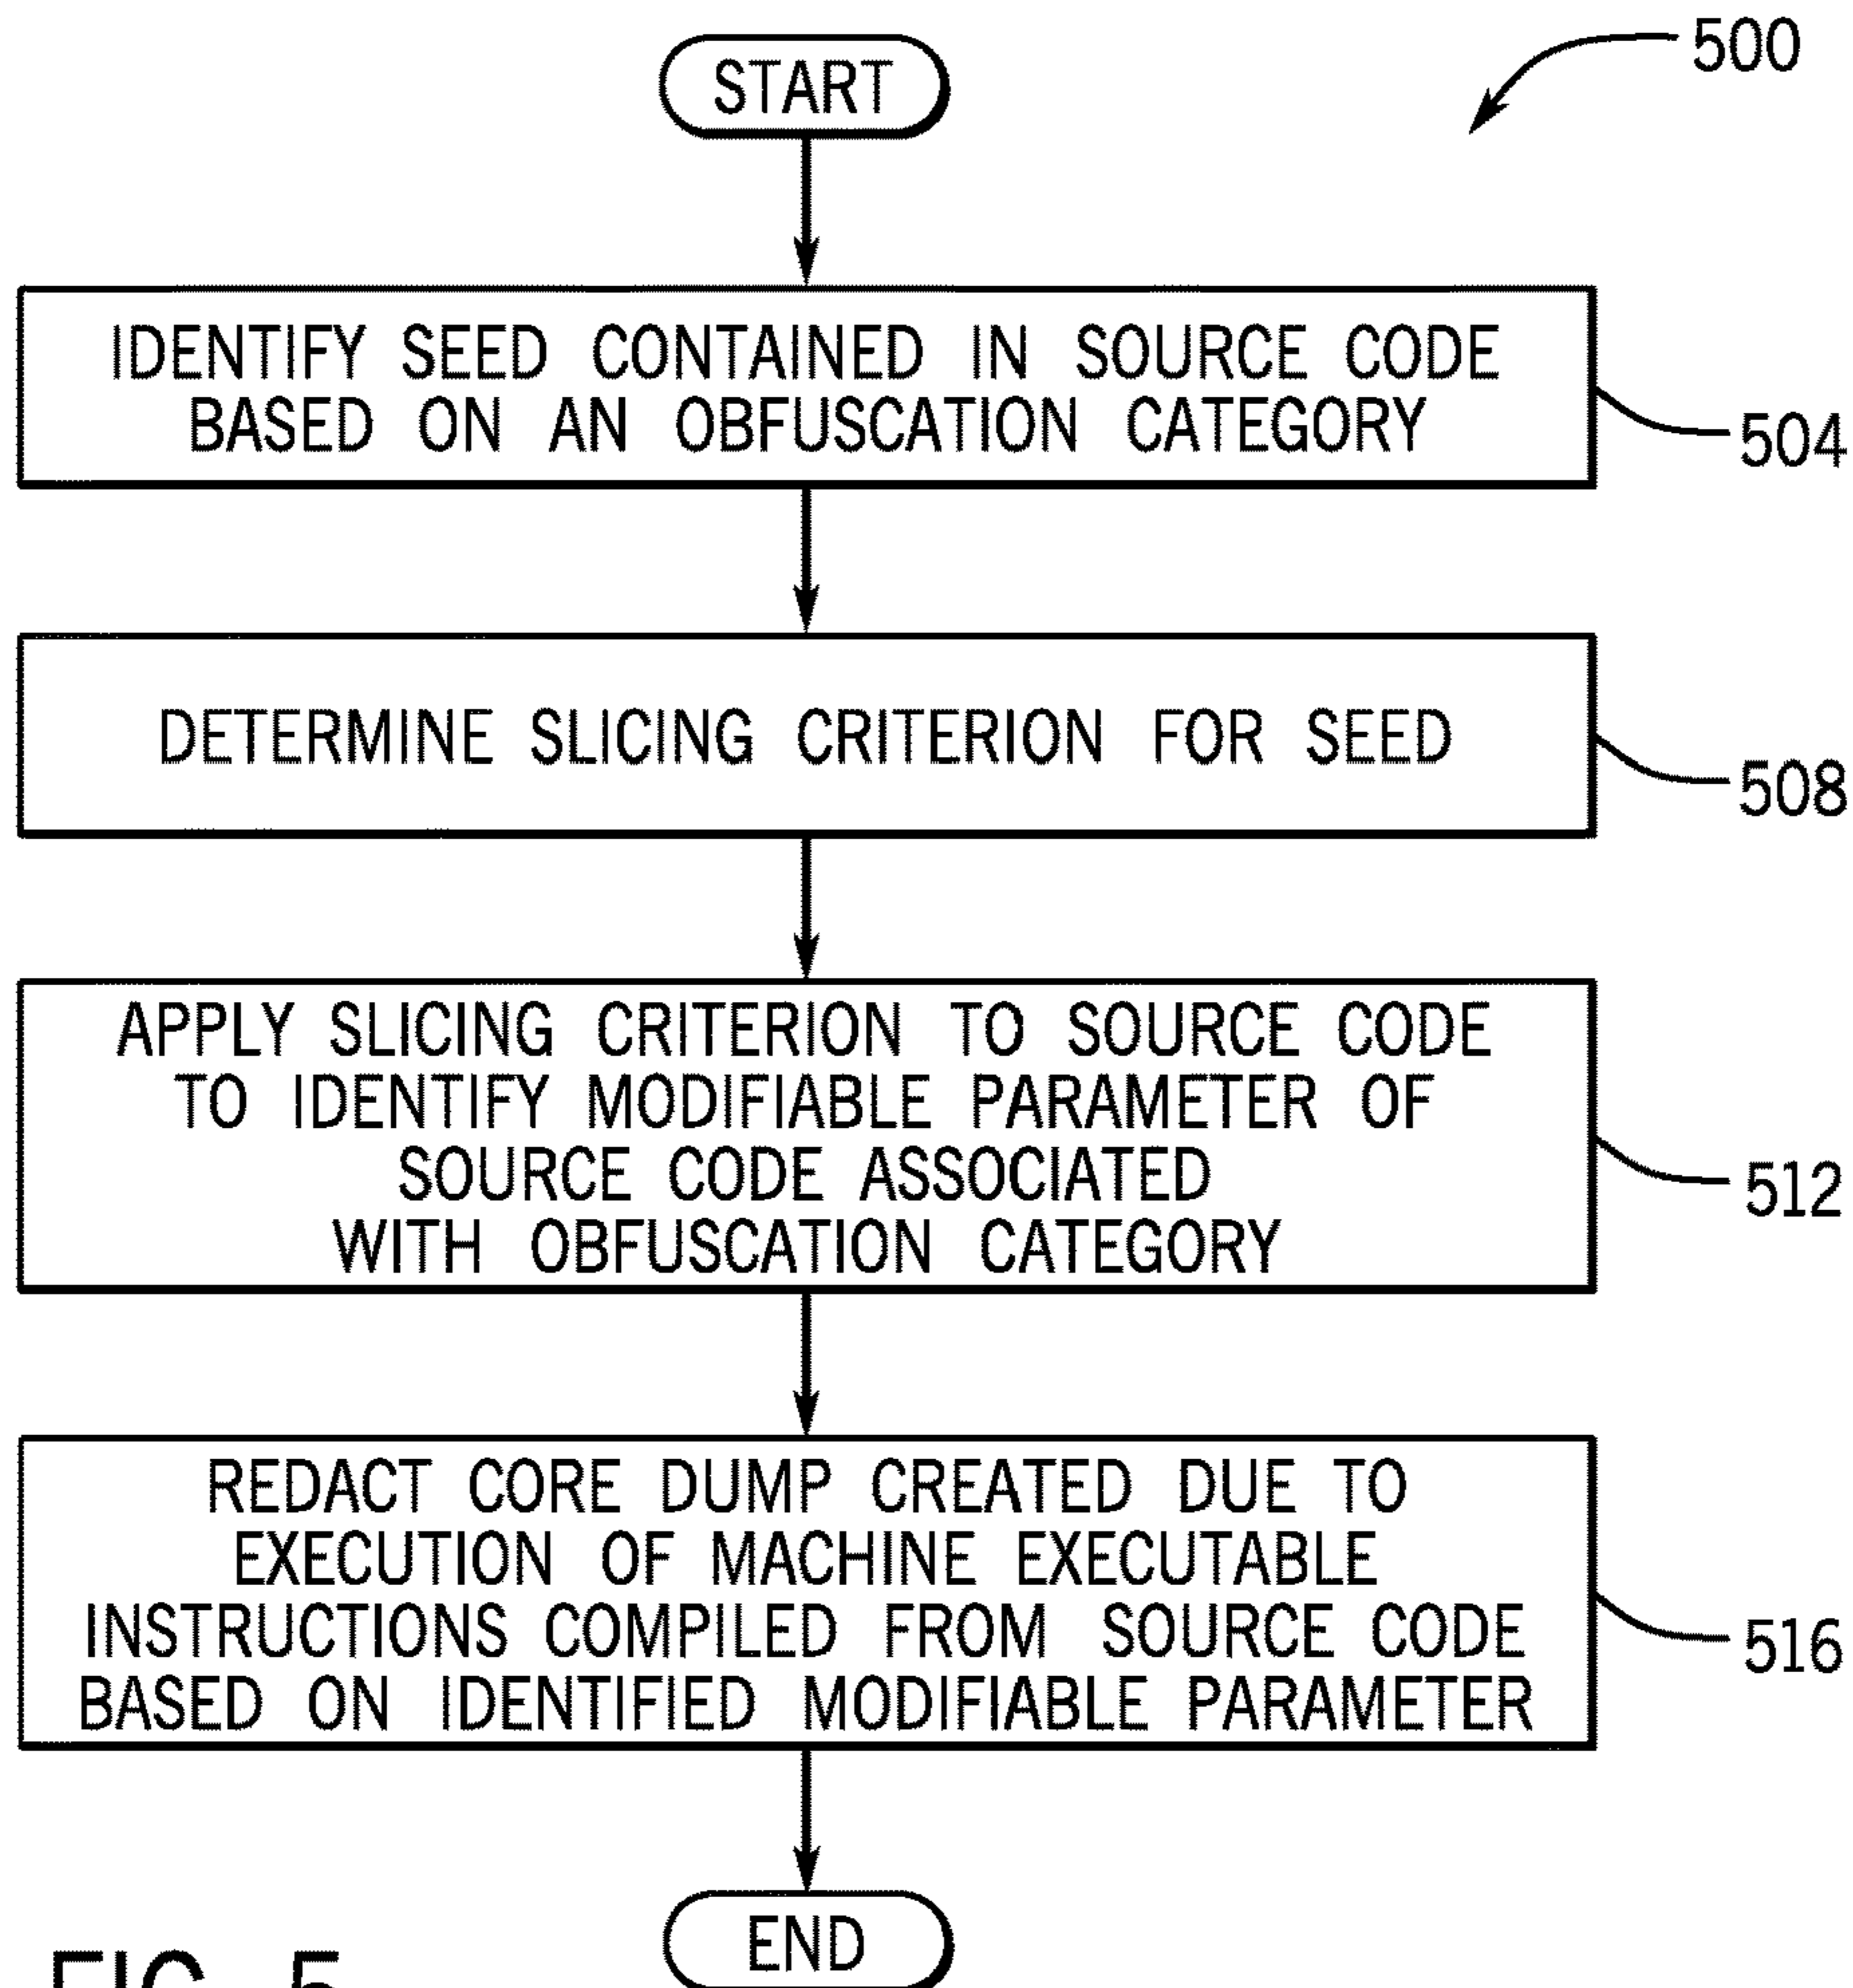 START
500
IDENTIFY SEED CONTAINED IN SOURCE CODE
BASED ON AN OBFUSCATION CATEGORY
504
DETERMINE SLICING CRITERION FOR SEED
508
APPLY SLICING CRITERION TO SOURCE CODE
TO IDENTIFY MODIFIABLE PARAMETER OF
SOURCE CODE ASSOCIATED
WITH OBFUSCATION CATEGORY
512
REDACT CORE DUMP CREATED DUE TO
EXECUTION OF MACHINE EXECUTABLE
INSTRUCTIONS COMPILED FROM SOURCE CODE
BASED ON IDENTIFIED MODIFIABLE PARAMETER
516
END
FIG. 5